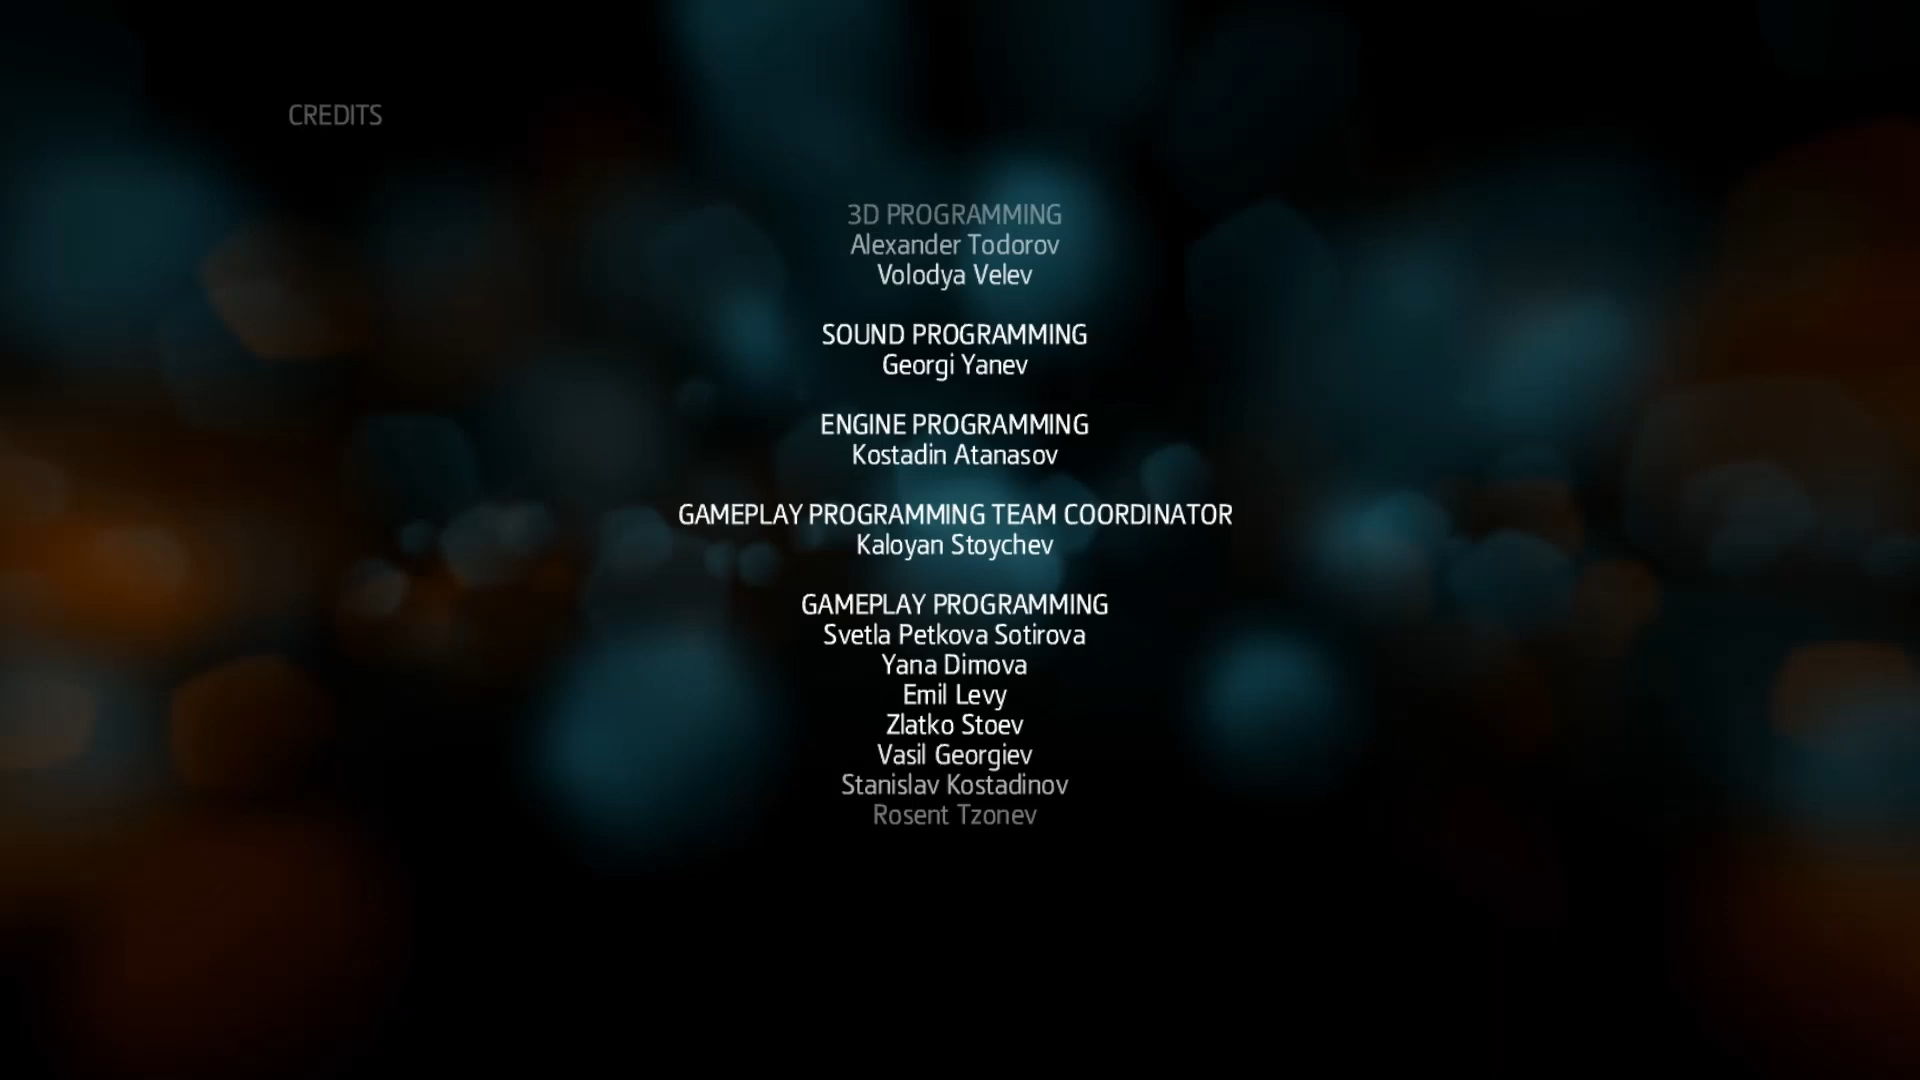 CREDITS
3D PROGRAMMING
Alexander Todorov
Volodya Velev
SOUND PROGRAMMING
Georgi Yanev
ENGINE PROGRAMMING
Kostadin Atanasov
GAMEPLAY PROGRAMMING TEAM COORDINATOR
Kaloyan Stoychev
GAMEPLAY PROGRAMMING
Svetla Petkova Sotirova
Yana Dimova
Emil Levy
Zlatko Stoev
Vasil Georgiev
Stanislav Kostadinov
Rosent Tzonev